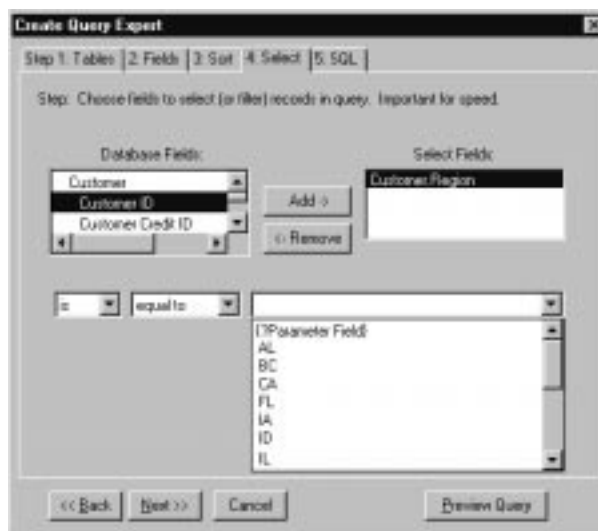 Create Query Expert
Step 1: Tables 2: Fields 3: Sort 4: Select 5: SQL
Step: Choose fields to select (or filter) records in query. Important for speed.
Database Fields:
Select Fields:
Customer
Customer ID
Customer Credit ID
Add ->
<- Remove
Customer.Region
is
equal to
{?Parameter Field}
AL
BC
CA
FL
IA
ID
IL
<< Back
Next >>
Cancel
Preview Query